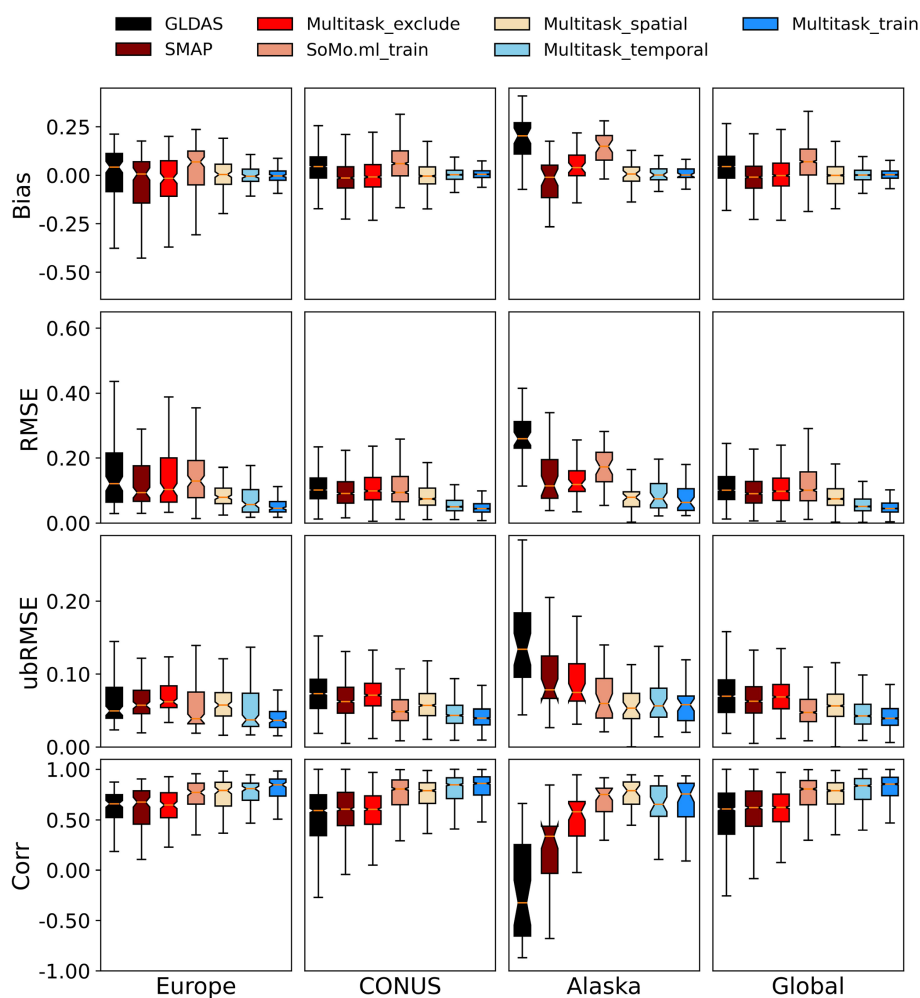 GLDAS Multitask_exclude Multitask_spatial Multitask_train
SMAP SoMo.ml_train Multitask_temporal
Bias
0.25
0.00
-0.25
-0.50
RMSE
0.60
0.40
0.20
0.00
ubRMSE
0.20
0.10
0.00
Corr
1.00
0.50
0.00
-0.50
-1.00
Europe CONUS Alaska Global